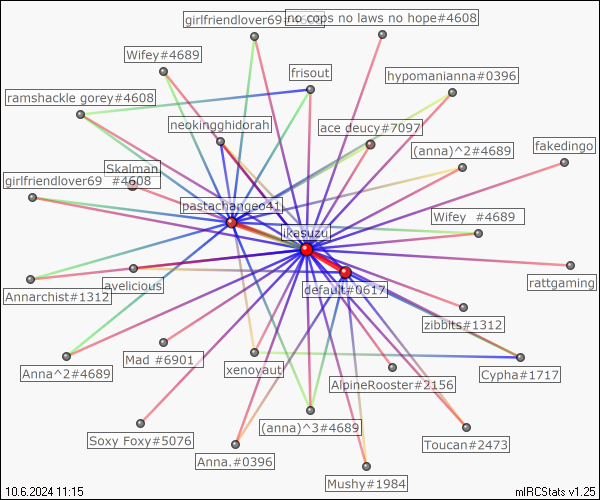 girlfriendlover69#4608
no cops no laws no hope#4608
Wifey#4689
frisout
hypomanianna#0396
ramshackle gorey#4608
neokingghidorah
ace deucy#7097
(anna)^2#4689
fakedingo
Skalman
girlfriendlover69 #4608
pastachangeo41
Wifey #4689
ikasuzu
Annarchist#1312
lavelicious
default#0617
rattgaming
zibbits#1312
Anna^2#4689
Mad #6901
xenoyaut
AlpineRooster#2156
Cypha#1717
Soxy Foxy#5076
(anna)^3#4689
Toucan#2473
Anna.#0396
Mushy#1984
10.6.2024 11:15
mIRCStats v1.25